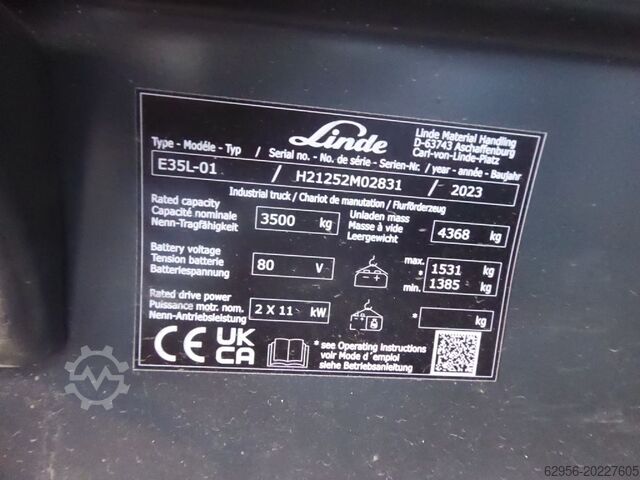 Linde
Linde Material Handling
D-63743 Aschaffenburg
Carl-von-Linde-Platz
Type - Modéle - Typ / Serial no. - No. de série - Serien-Nr. / year - année - Baujahr
E35L-01 / H21252M02831 / 2023
Industrial truck / Chariot de manutation / Flurförderzeug
Rated capacity
Capacité nominale
Nenn-Tragfähigkeit
3500 kg
Unladen mass
Masse à vide
Leergewicht
4368 kg
Battery voltage
Tension batterie
Batteriespannung
80 V
max. 1531 kg
*
min. 1385 kg
Rated drive power
Puissance motr. nom.
Nenn-Antriebsleistung
2 X 11 kW
* kg
CE UK
CA
* see Operating Instructions
voir Mode d'emploi
siehe Betriebsanleitung
62956-20227605